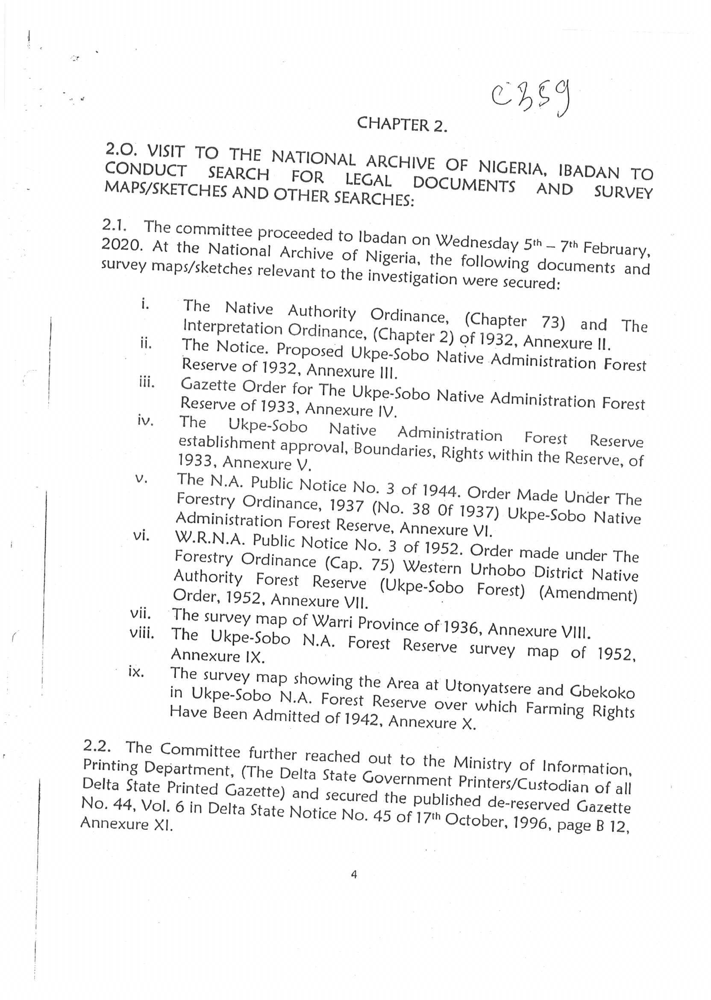 C359
CHAPTER 2.
2.O. VISIT TO THE NATIONAL ARCHIVE OF NIGERIA, IBADAN TO
CONDUCT SEARCH FOR LEGAL DOCUMENTS AND SURVEY
MAPS/SKETCHES AND OTHER SEARCHES:
2.1. The committee proceeded to Ibadan on Wednesday 5th – 7th February,
2020. At the National Archive of Nigeria, the following documents and
survey maps/sketches relevant to the investigation were secured:
i. The Native Authority Ordinance, (Chapter 73) and The
Interpretation Ordinance, (Chapter 2) of 1932, Annexure II.
ii. The Notice. Proposed Ukpe-Sobo Native Administration Forest
Reserve of 1932, Annexure III.
iii. Gazette Order for The Ukpe-Sobo Native Administration Forest
Reserve of 1933, Annexure IV.
iv. The Ukpe-Sobo Native Administration Forest Reserve
establishment approval, Boundaries, Rights within the Reserve, of
1933, Annexure V.
v. The N.A. Public Notice No. 3 of 1944. Order Made Under The
Forestry Ordinance, 1937 (No. 38 Of 1937) Ukpe-Sobo Native
Administration Forest Reserve, Annexure VI.
vi. W.R.N.A. Public Notice No. 3 of 1952. Order made under The
Forestry Ordinance (Cap. 75) Western Urhobo District Native
Authority Forest Reserve (Ukpe-Sobo Forest) (Amendment)
Order, 1952, Annexure VII.
vii. The survey map of Warri Province of 1936, Annexure VIII.
viii. The Ukpe-Sobo N.A. Forest Reserve survey map of 1952,
Annexure IX.
ix. The survey map showing the Area at Utonyatsere and Gbekoko
in Ukpe-Sobo N.A. Forest Reserve over which Farming Rights
Have Been Admitted of 1942, Annexure X.
2.2. The Committee further reached out to the Ministry of Information,
Printing Department, (The Delta State Government Printers/Custodian of all
Delta State Printed Gazette) and secured the published de-reserved Gazette
No. 44, Vol. 6 in Delta State Notice No. 45 of 17th October, 1996, page B 12,
Annexure XI.
4